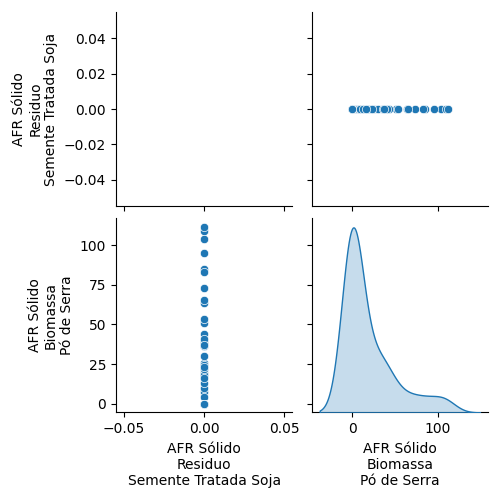 AFR Sólido
Residuo
Semente Tratada Soja
0.04
0.02
0.00
−0.02
−0.04
AFR Sólido
Biomassa
Pó de Serra
100
75
50
25
0
−0.05
0.00
0.05
0
100
AFR Sólido
Residuo
Semente Tratada Soja
AFR Sólido
Biomassa
Pó de Serra